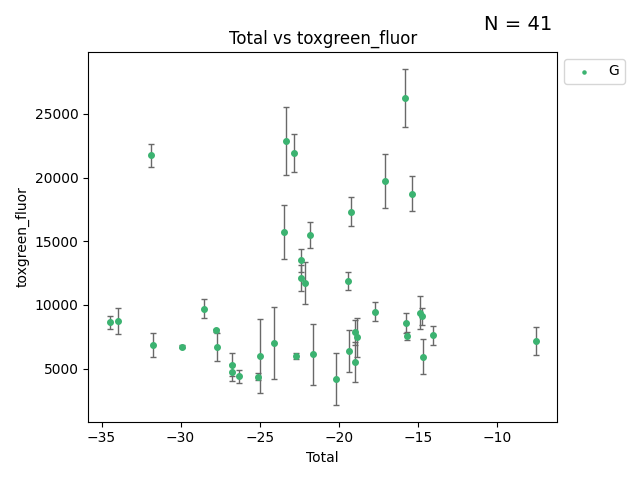 N = 41
Total vs toxgreen_fluor
G
25000
20000
15000
10000
5000
toxgreen_fluor
−35 −30 −25 −20 −15 −10
Total